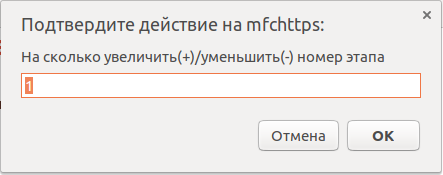 Подтвердите действие на mfchttps:
На сколько увеличить(+)/уменьшить(-) номер этапа
1
Отмена
OK